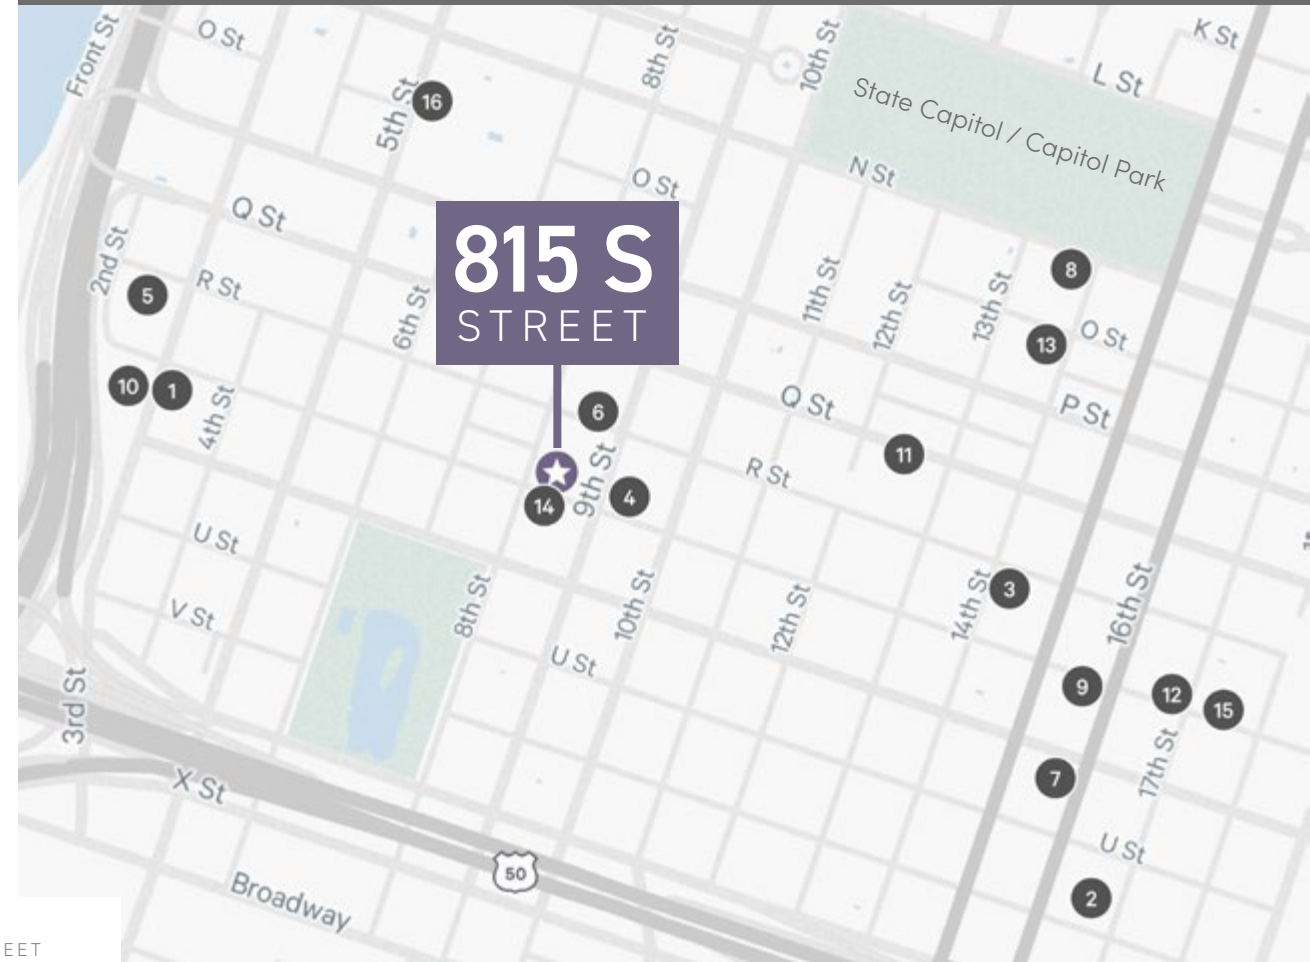 Front St
O St
5th St
16
8th St
10th St
K St
L St
State Capitol / Capitol Park
N St
O St
Q St
2nd St
5
R St
6th St
815 S
STREET
11th St
12th St
13th St
8
13
O St
P St
10
1
4th St
6
Q St
11
R St
9th St
14
4
U St
V St
8th St
10th St
12th St
14th St
3
16th St
U St
9
12
15
3rd St
7
17th St
X St
U St
50
2
Broadway
EET